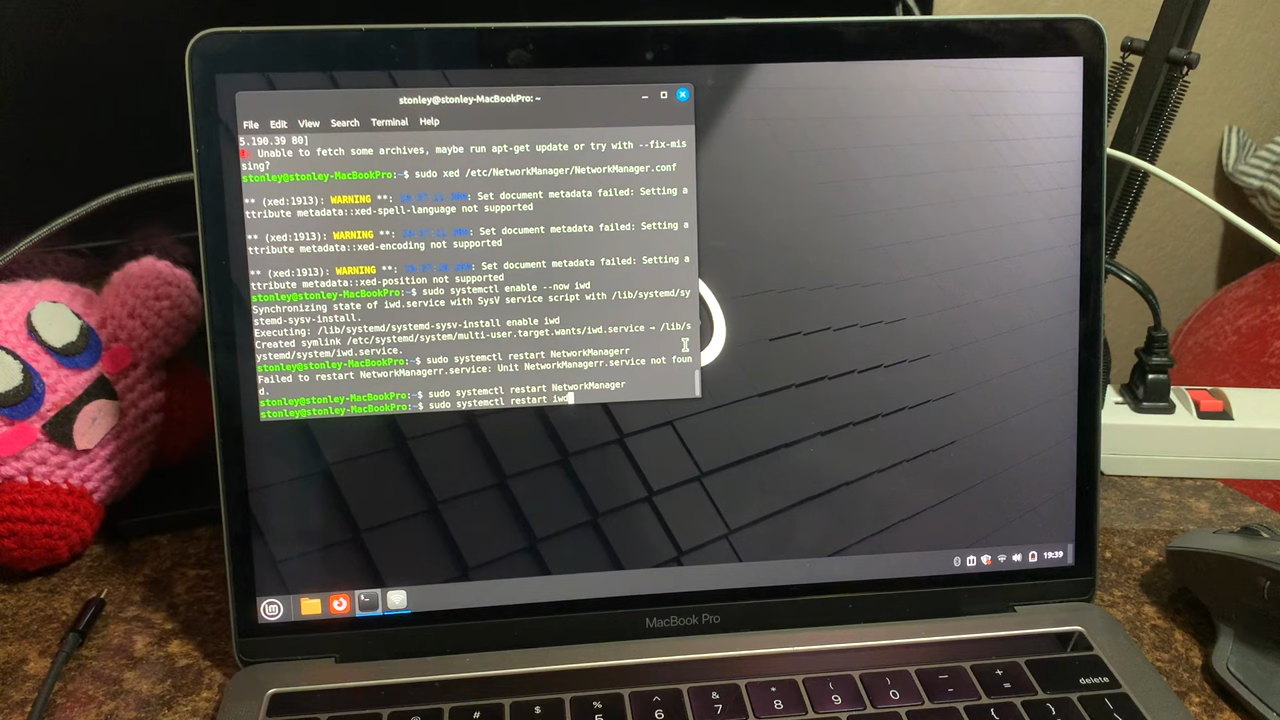 stonley@stonley-MacBookPro: ~
File Edit View Search Terminal Help
5.190.39 80]
Unable to fetch some archives, maybe run apt-get update or try with --fix-mis
sing?
stonley@stonley-MacBookPro:~$ sudo xed /etc/NetworkManager/NetworkManager.conf
** (xed:1913): WARNING **: : Set document metadata failed: Setting a
ttribute metadata::xed-spell-language not supported
** (xed:1913): WARNING **: : Set document metadata failed: Setting a
ttribute metadata::xed-encoding not supported
** (xed:1913): WARNING **: : Set document metadata failed: Setting a
ttribute metadata::xed-position not supported
stonley@stonley-MacBookPro:~$ sudo systemctl enable --now iwd
Synchronizing state of iwd.service with SysV service script with /lib/systemd/sy
stemd-sysv-install.
Executing: /lib/systemd/systemd-sysv-install enable iwd
Created symlink /etc/systemd/system/multi-user.target.wants/iwd.service → /lib/s
ystemd/system/iwd.service.
stonley@stonley-MacBookPro:~$ sudo systemctl restart NetworkManagerr
Failed to restart NetworkManagerr.service: Unit NetworkManagerr.service not foun
d.
stonley@stonley-MacBookPro:~$ sudo systemctl restart NetworkManager
stonley@stonley-MacBookPro:~$ sudo systemctl restart iwd
19:39
MacBook Pro
# $ % ^ & * ( ) - + =
5 6 7 8 9 0
delete